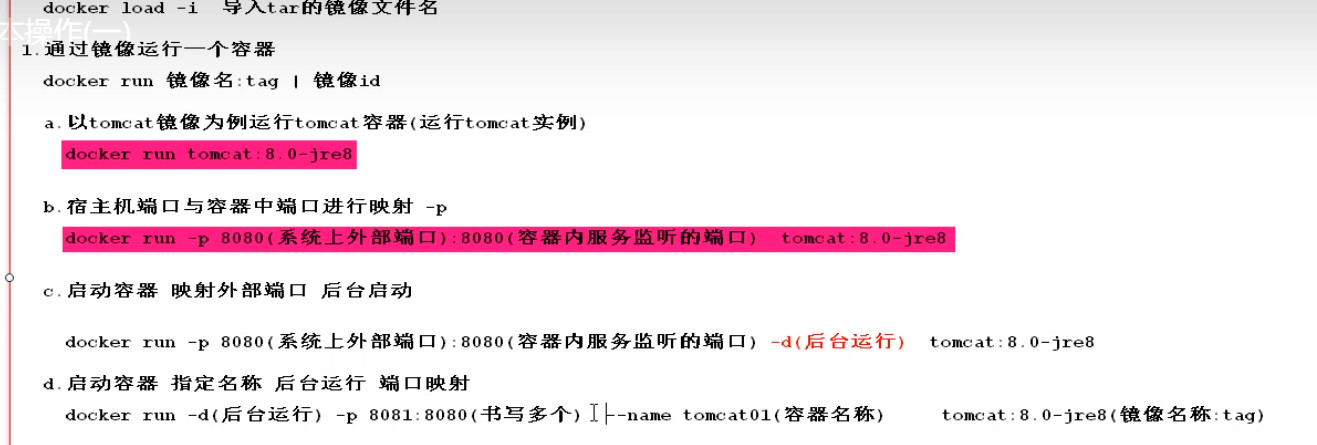 docker load -i 导入tar的镜像文件名
本操作(一)
1.通过镜像运行一个容器
docker run 镜像名:tag | 镜像id
a.以tomcat镜像为例运行tomcat容器(运行tomcat实例)
docker run tomcat:8.0-jre8
b.宿主机端口与容器中端口进行映射 -p
docker run -p 8080(系统上外部端口):8080(容器内服务监听的端口) tomcat:8.0-jre8
c.启动容器 映射外部端口 后台启动
docker run -p 8080(系统上外部端口):8080(容器内服务监听的端口) -d(后台运行) tomcat:8.0-jre8
d.启动容器 指定名称 后台运行 端口映射
docker run -d(后台运行) -p 8081:8080(书写多个) --name tomcat01(容器名称) tomcat:8.0-jre8(镜像名称:tag)